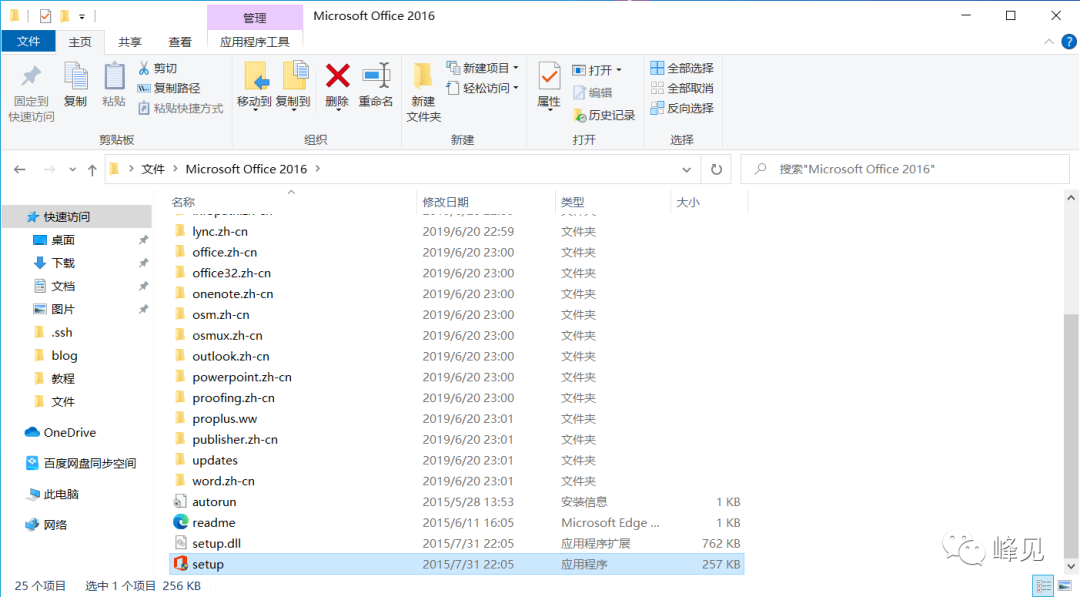 管理
Microsoft Office 2016
文件 主页 共享 查看 应用程序工具
固定到
快速访问
复制
粘贴
剪切
复制路径
粘贴快捷方式
剪贴板
移动到 复制到 删除 重命名
组织
新建
文件夹
新建项目
轻松访问
新建
属性
打开
编辑
历史记录
打开
全部选择
全部取消
反向选择
选择
文件 Microsoft Office 2016
搜索"Microsoft Office 2016"
快速访问
桌面
下载
文档
图片
.ssh
blog
教程
文件
OneDrive
百度网盘同步空间
此电脑
网络
名称 修改日期 类型 大小
lync.zh-cn 2019/6/20 22:59 文件夹
office.zh-cn 2019/6/20 23:00 文件夹
office32.zh-cn 2019/6/20 23:00 文件夹
onenote.zh-cn 2019/6/20 23:00 文件夹
osm.zh-cn 2019/6/20 23:00 文件夹
osmux.zh-cn 2019/6/20 23:00 文件夹
outlook.zh-cn 2019/6/20 23:00 文件夹
powerpoint.zh-cn 2019/6/20 23:00 文件夹
proofing.zh-cn 2019/6/20 23:00 文件夹
proplus.ww 2019/6/20 23:01 文件夹
publisher.zh-cn 2019/6/20 23:01 文件夹
updates 2019/6/20 23:01 文件夹
word.zh-cn 2019/6/20 23:01 文件夹
autorun 2015/5/28 13:53 安装信息 1 KB
readme 2015/6/11 16:05 Microsoft Edge ... 1 KB
setup.dll 2015/7/31 22:05 应用程序扩展 762 KB
setup 2015/7/31 22:05 应用程序 257 KB
峰见
25 个项目 选中 1 个项目 256 KB